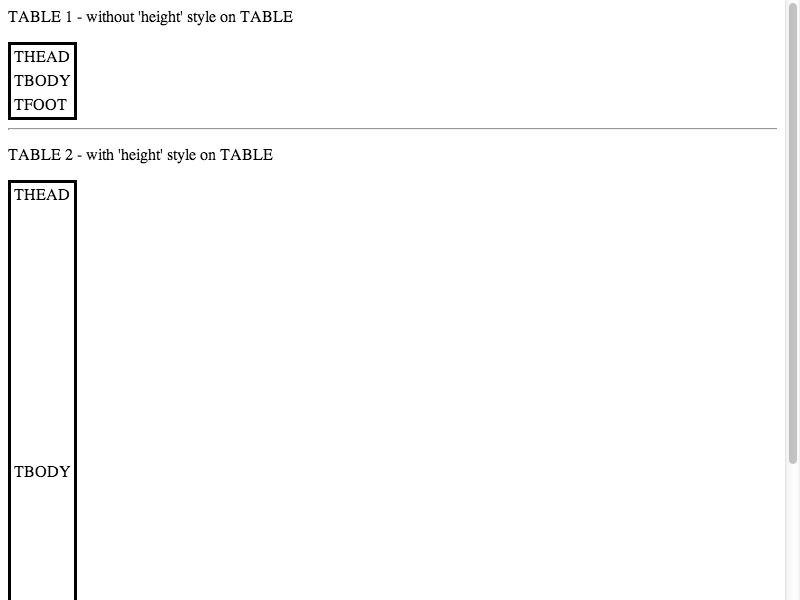 TABLE 1 - without 'height' style on TABLE
THEAD
TBODY
TFOOT
TABLE 2 - with 'height' style on TABLE
THEAD
TBODY